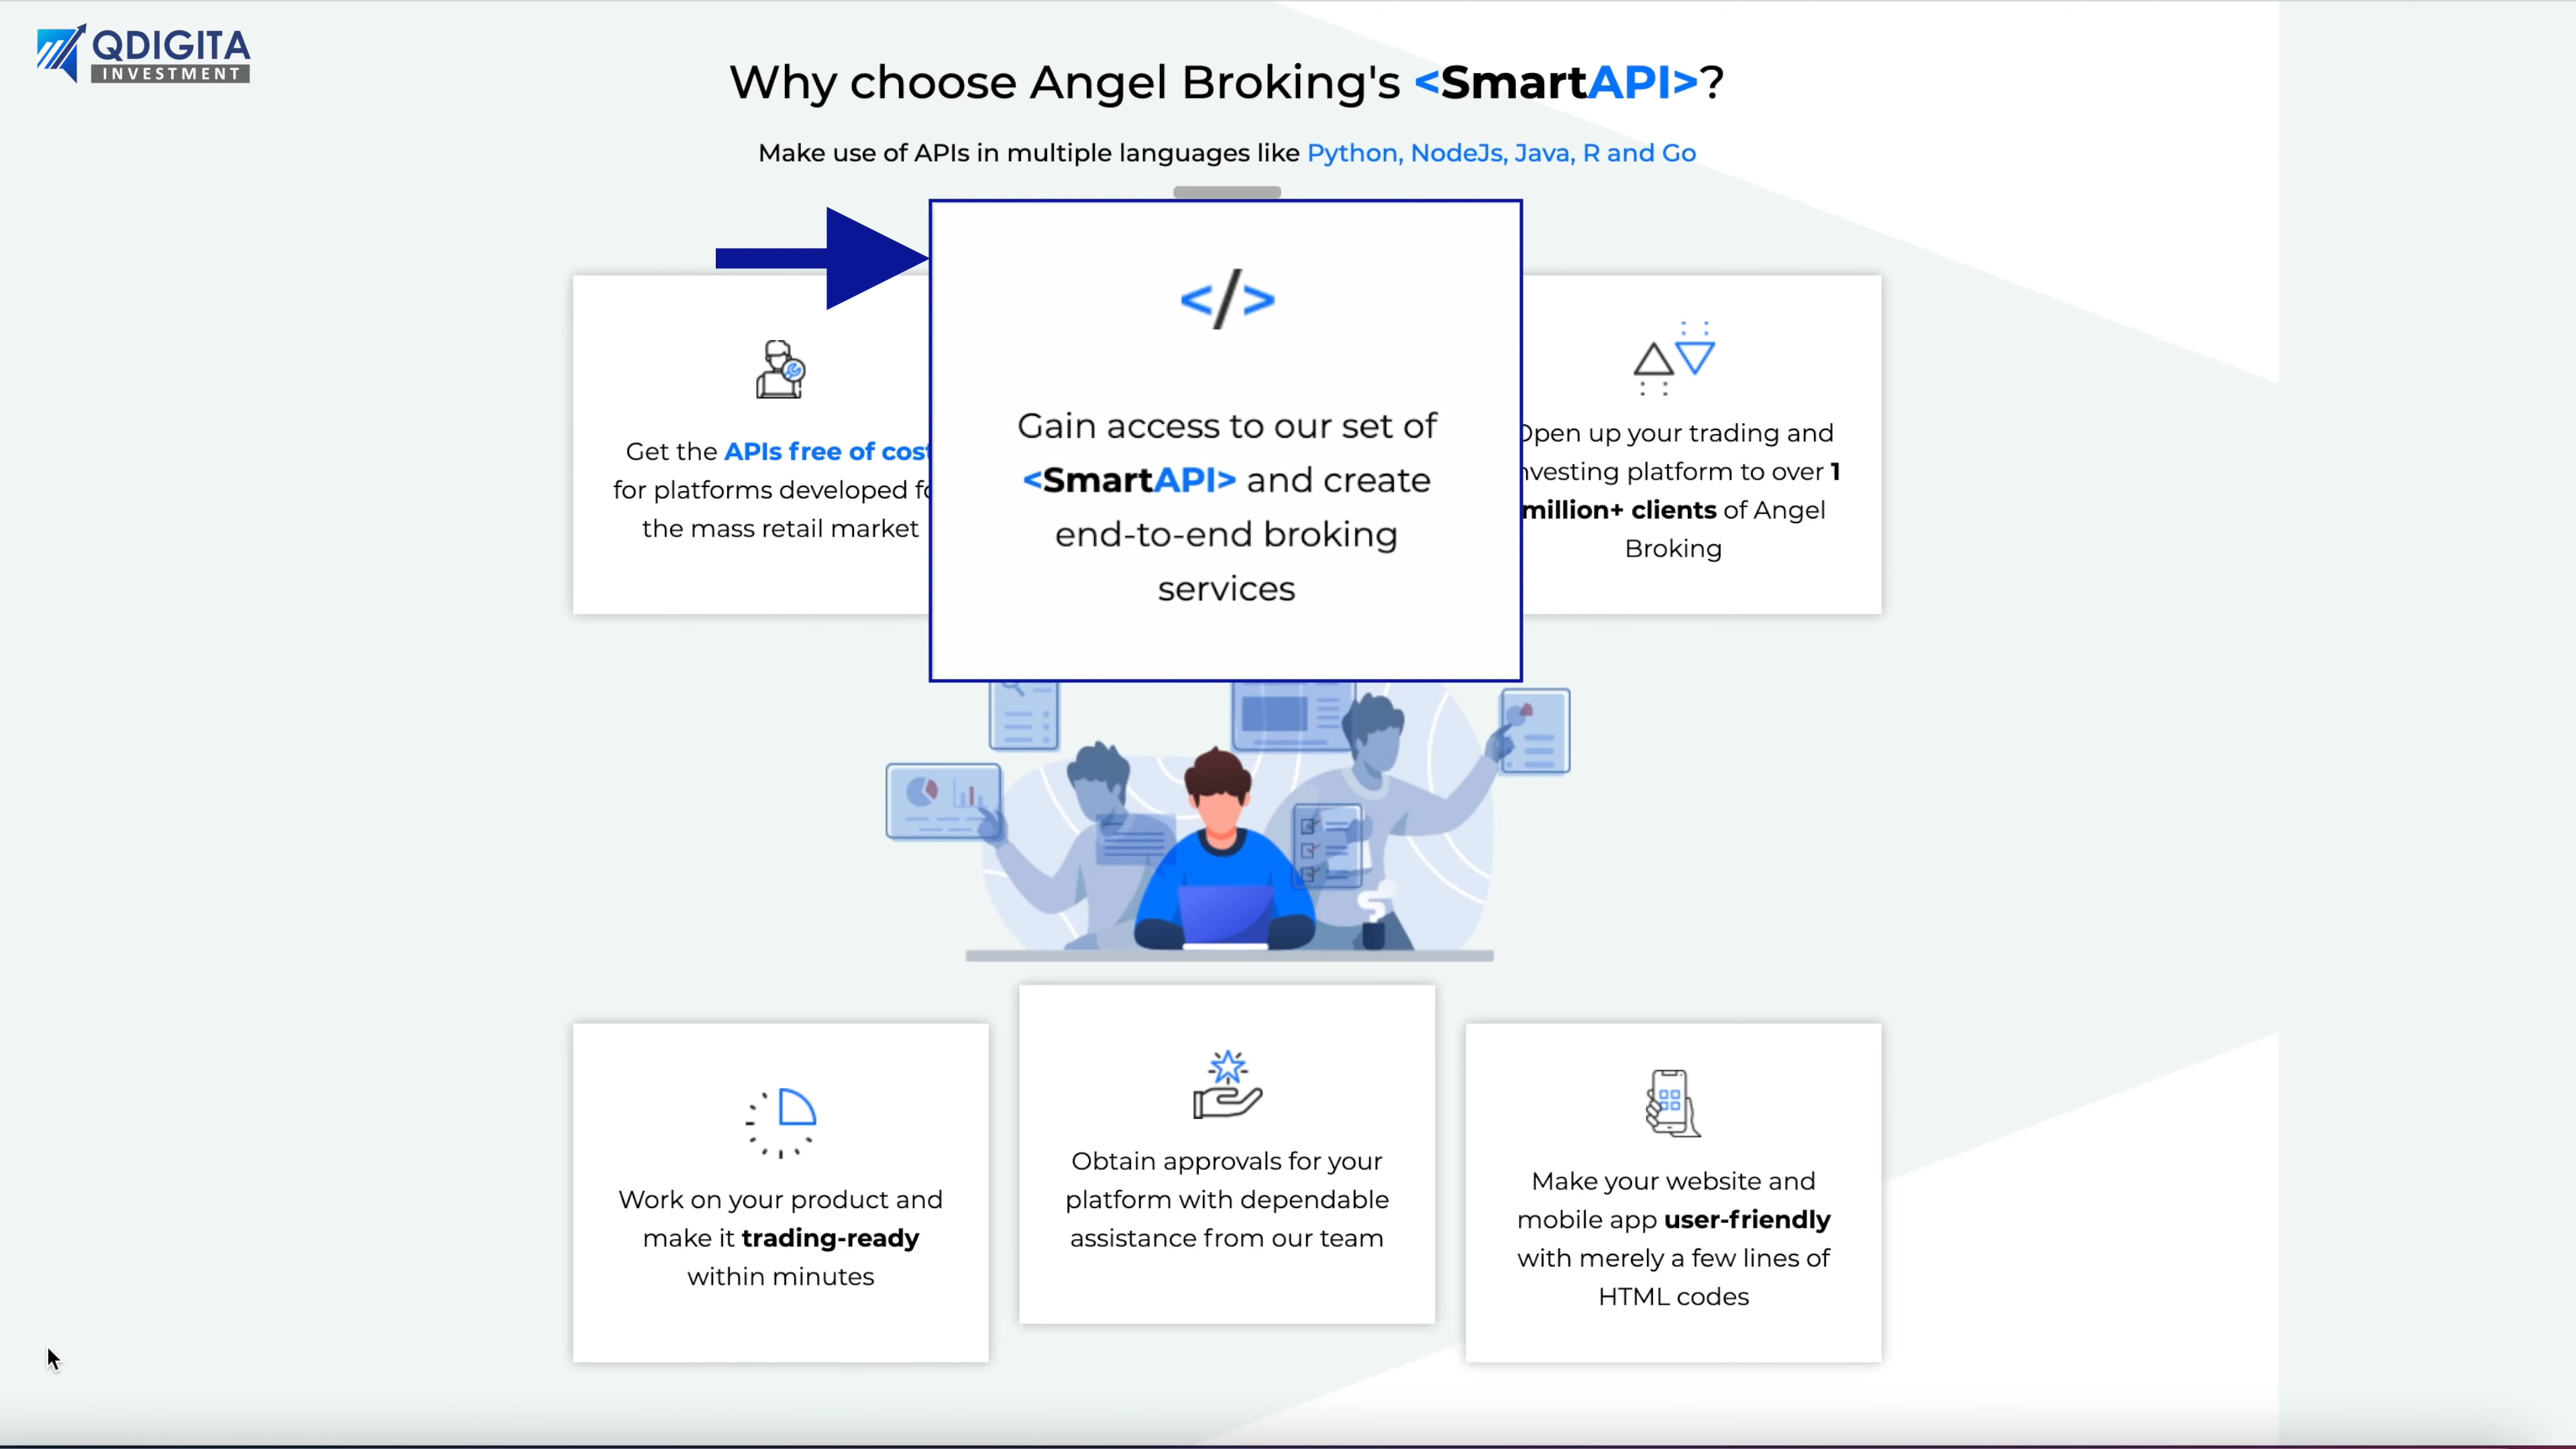 QDIGITA
INVESTMENT
Why choose Angel Broking's <SmartAPI>?
Make use of APIs in multiple languages like Python, NodeJs, Java, R and Go
Get the APIs free of cost
for platforms developed fo
the mass retail market
</>
Gain access to our set of
<SmartAPI> and create
end-to-end broking
services
Open up your trading and
nvesting platform to over 1
million+ clients of Angel
Broking
Work on your product and
make it trading-ready
within minutes
Obtain approvals for your
platform with dependable
assistance from our team
Make your website and
mobile app user-friendly
with merely a few lines of
HTML codes